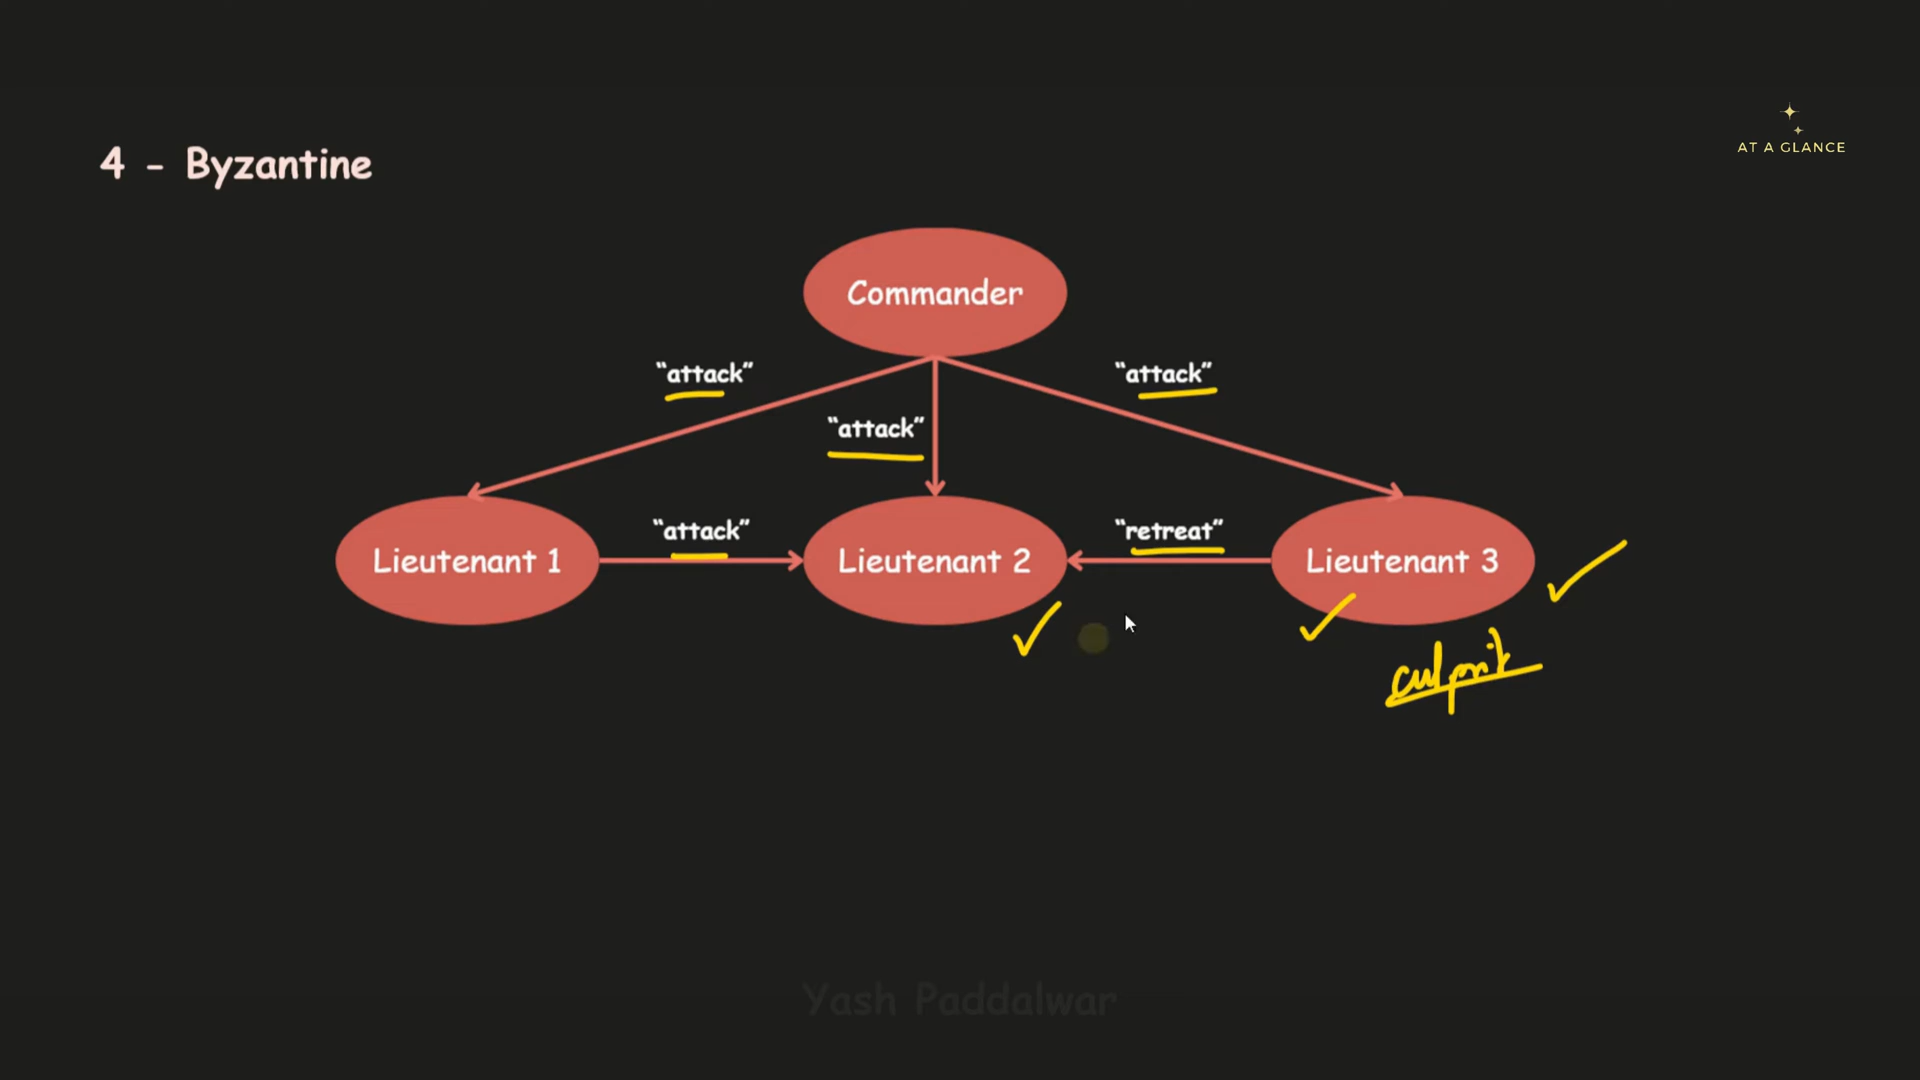 AT A GLANCE
4 - Byzantine
Commander
"attack"
"attack"
"attack"
"attack"
"retreat"
Lieutenant 1
Lieutenant 2
Lieutenant 3
culprit
Yash Paddalwar